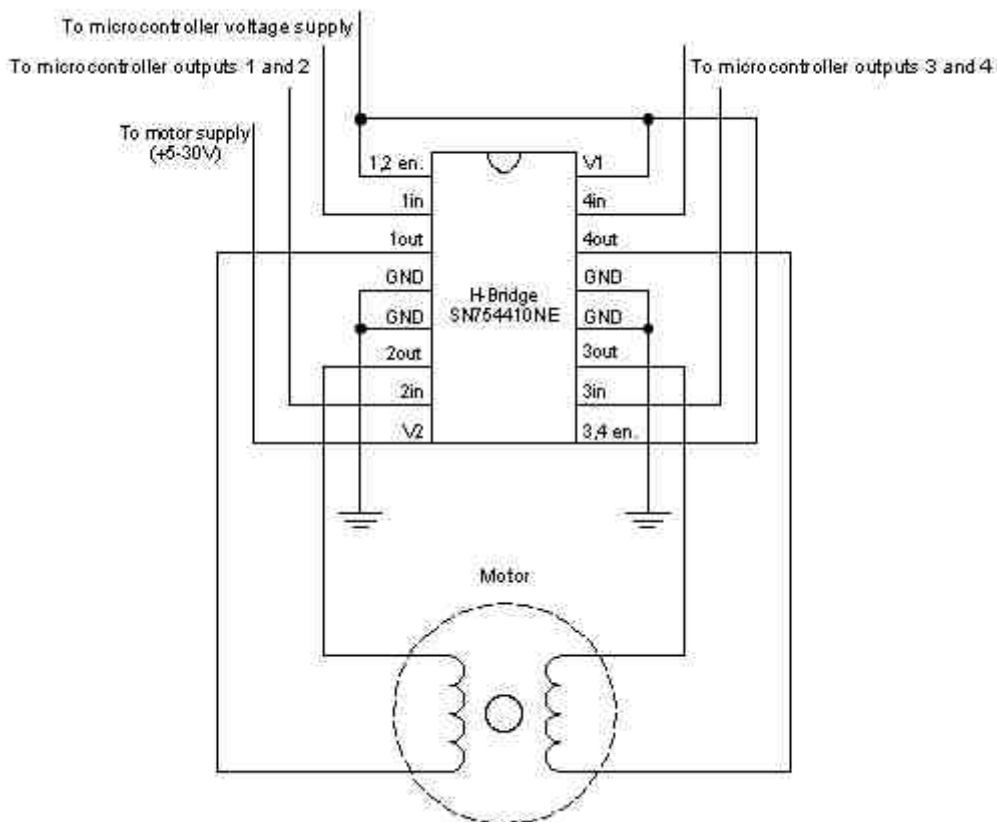 To microcontroller voltage supply
To microcontroller outputs 1 and 2
To microcontroller outputs 3 and 4
To motor supply
(+5-30V)
1,2 en.
V1
1in
4in
1out
4out
GND
GND
H-Bridge
SN754410NE
GND
GND
2out
3out
2in
3in
V2
3,4 en.
Motor